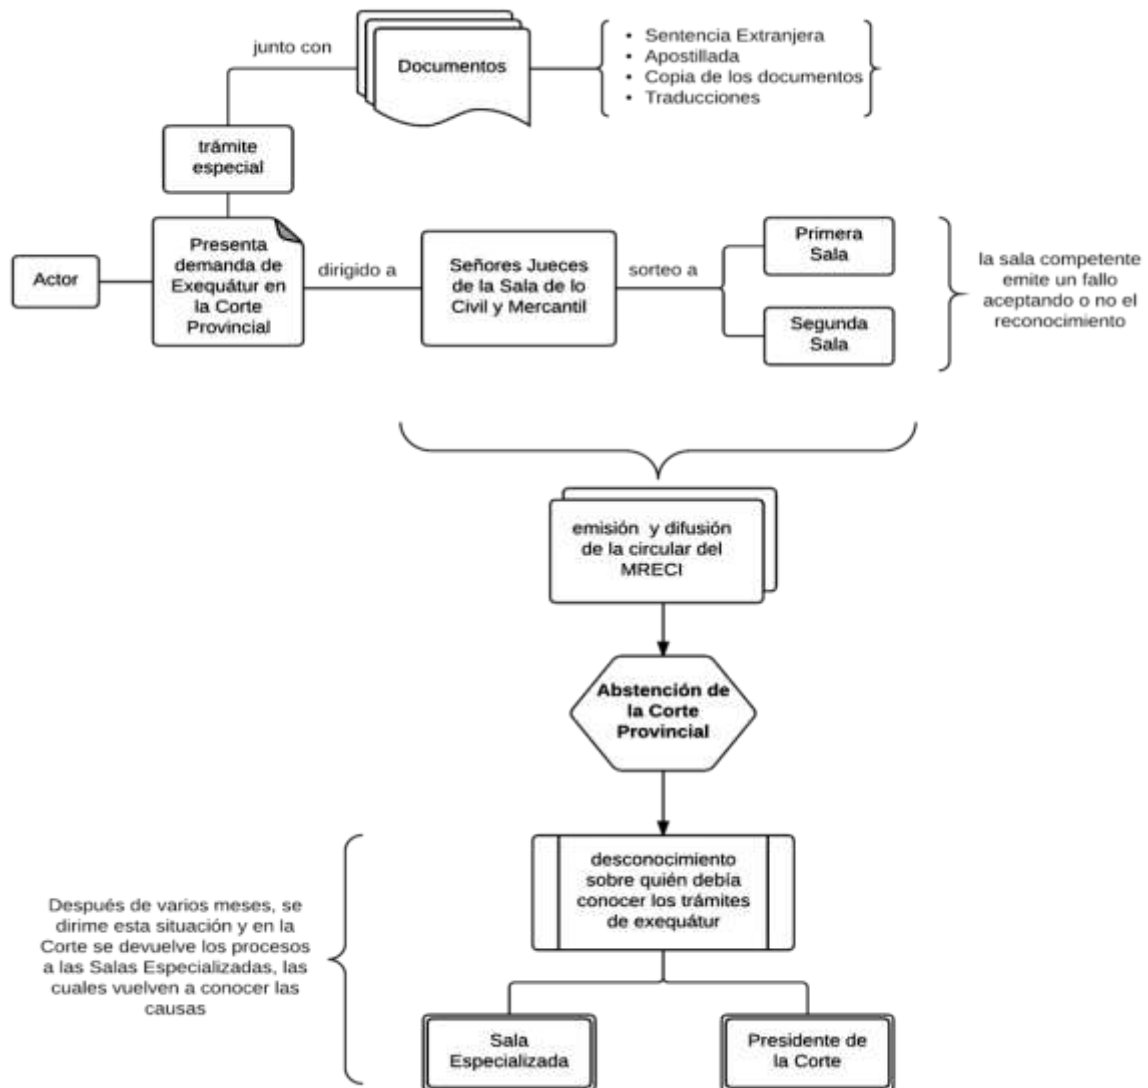 junto con
Documentos
• Sentencia Extranjera
• Apostillada
• Copia de los documentos
• Traducciones
trámite
especial
Actor
Presenta
demanda de
Exequátur en
la Corte
Provincial
dirigido a
Señores Jueces
de la Sala de lo
Civil y Mercantil
sorteo a
Primera
Sala
Segunda
Sala
la sala competente
emite un fallo
aceptando o no el
reconocimiento
emisión y difusión
de la circular del
MRECI
Abstención de
la Corte
Provincial
desconocimiento
sobre quién debía
conocer los trámites
de exequátur
Después de varios meses, se
dirime esta situación y en la
Corte se devuelve los procesos
a las Salas Especializadas, las
cuales vuelven a conocer las
causas
Sala
Especializada
Presidente de
la Corte